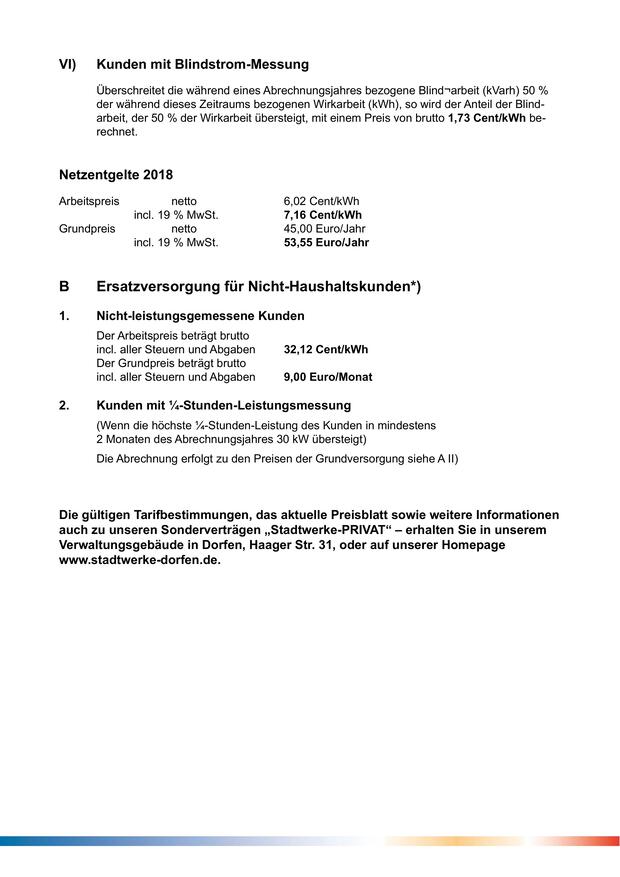 VI) Kunden mit Blindstrom-Messung
Überschreitet die während eines Abrechnungsjahres bezogene Blind¬arbeit (kVarh) 50 %
der während dieses Zeitraums bezogenen Wirkarbeit (kWh), so wird der Anteil der Blind-
arbeit, der 50 % der Wirkarbeit übersteigt, mit einem Preis von brutto 1,73 Cent/kWh be-
rechnet.
Netzentgelte 2018
Arbeitspreis netto 6,02 Cent/kWh
incl. 19 % MwSt. 7,16 Cent/kWh
Grundpreis netto 45,00 Euro/Jahr
incl. 19 % MwSt. 53,55 Euro/Jahr
B Ersatzversorgung für Nicht-Haushaltskunden*)
1. Nicht-leistungsgemessene Kunden
Der Arbeitspreis beträgt brutto
incl. aller Steuern und Abgaben 32,12 Cent/kWh
Der Grundpreis beträgt brutto
incl. aller Steuern und Abgaben 9,00 Euro/Monat
2. Kunden mit ¼-Stunden-Leistungsmessung
(Wenn die höchste ¼-Stunden-Leistung des Kunden in mindestens
2 Monaten des Abrechnungsjahres 30 kW übersteigt)
Die Abrechnung erfolgt zu den Preisen der Grundversorgung siehe A II)
Die gültigen Tarifbestimmungen, das aktuelle Preisblatt sowie weitere Informationen
auch zu unseren Sonderverträgen „Stadtwerke-PRIVAT“ – erhalten Sie in unserem
Verwaltungsgebäude in Dorfen, Haager Str. 31, oder auf unserer Homepage
www.stadtwerke-dorfen.de.